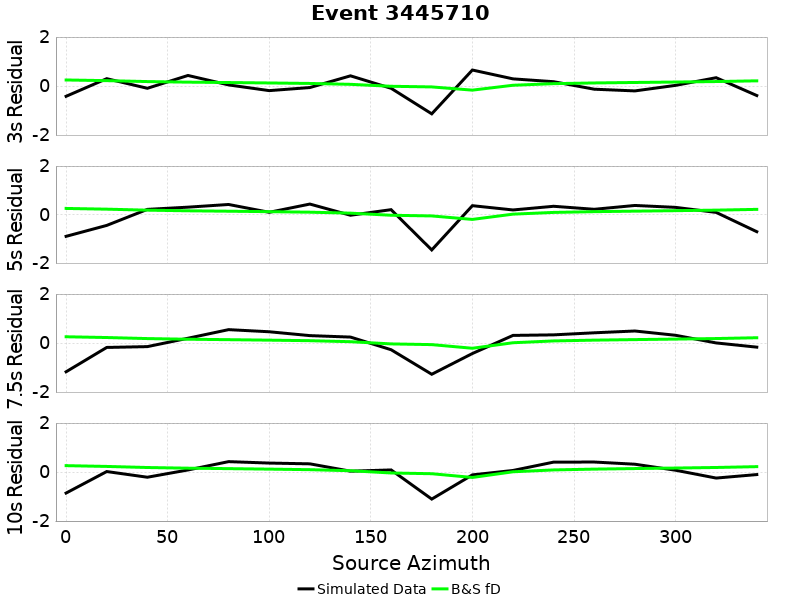 Event 3445710
3s Residual
2
0
-2
5s Residual
2
0
-2
7.5s Residual
2
0
-2
10s Residual
2
0
-2
0 50 100 150 200 250 300
Source Azimuth
Simulated Data B&S fD